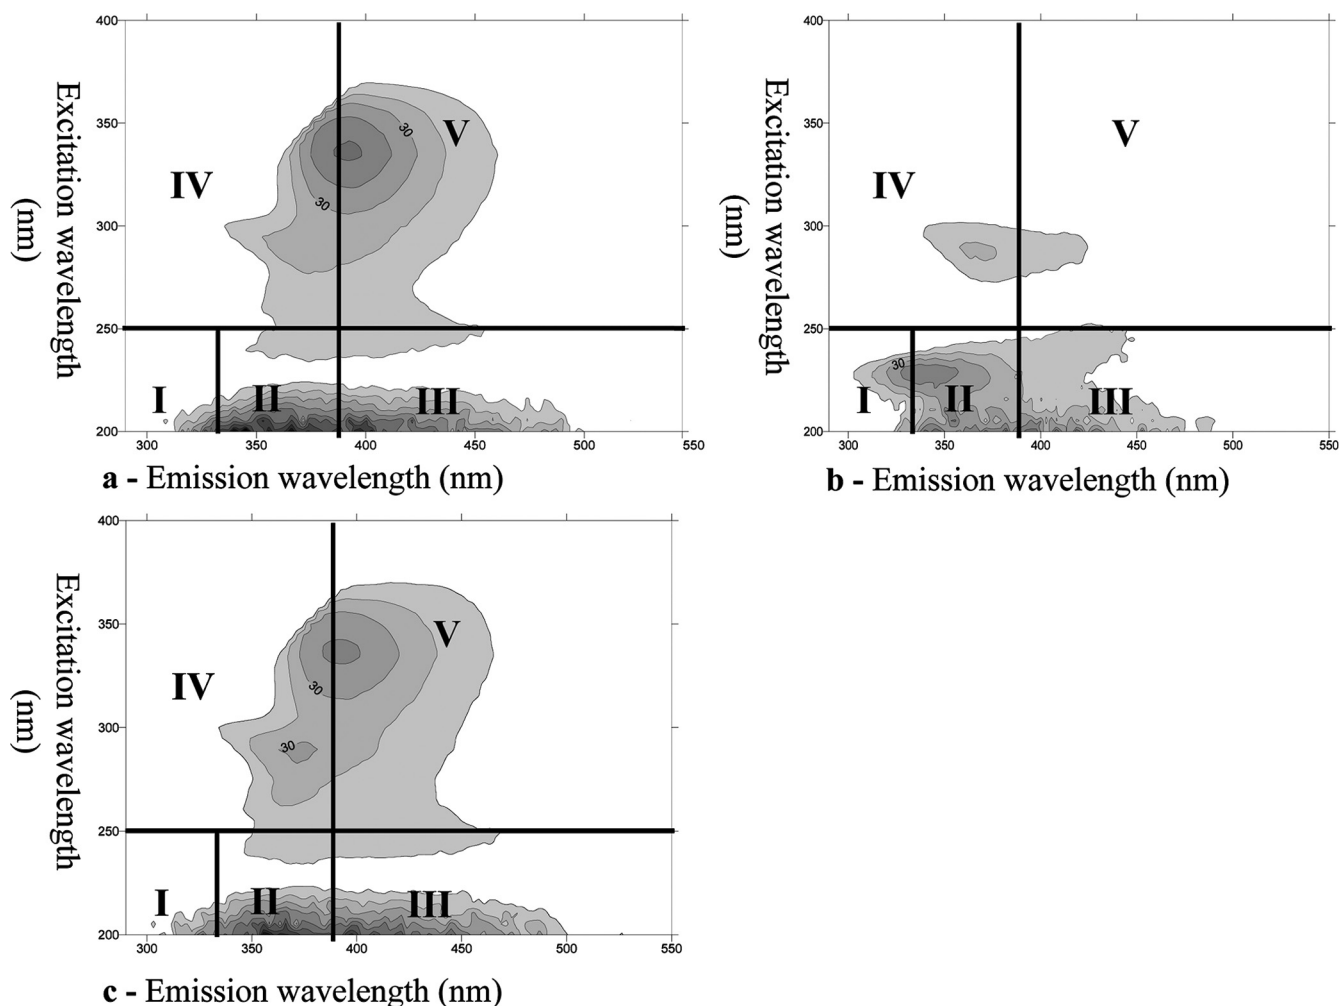 400
350
300
250
200
Excitation wavelength
(nm)
IV
V
30
30
I
II
III
300
350
400
450
500
550
a - Emission wavelength (nm)
400
350
300
250
200
Excitation wavelength
(nm)
IV
V
30
I
II
III
300
350
400
450
500
550
b - Emission wavelength (nm)
400
350
300
250
200
Excitation wavelength
(nm)
IV
V
30
30
I
II
III
300
350
400
450
500
550
c - Emission wavelength (nm)